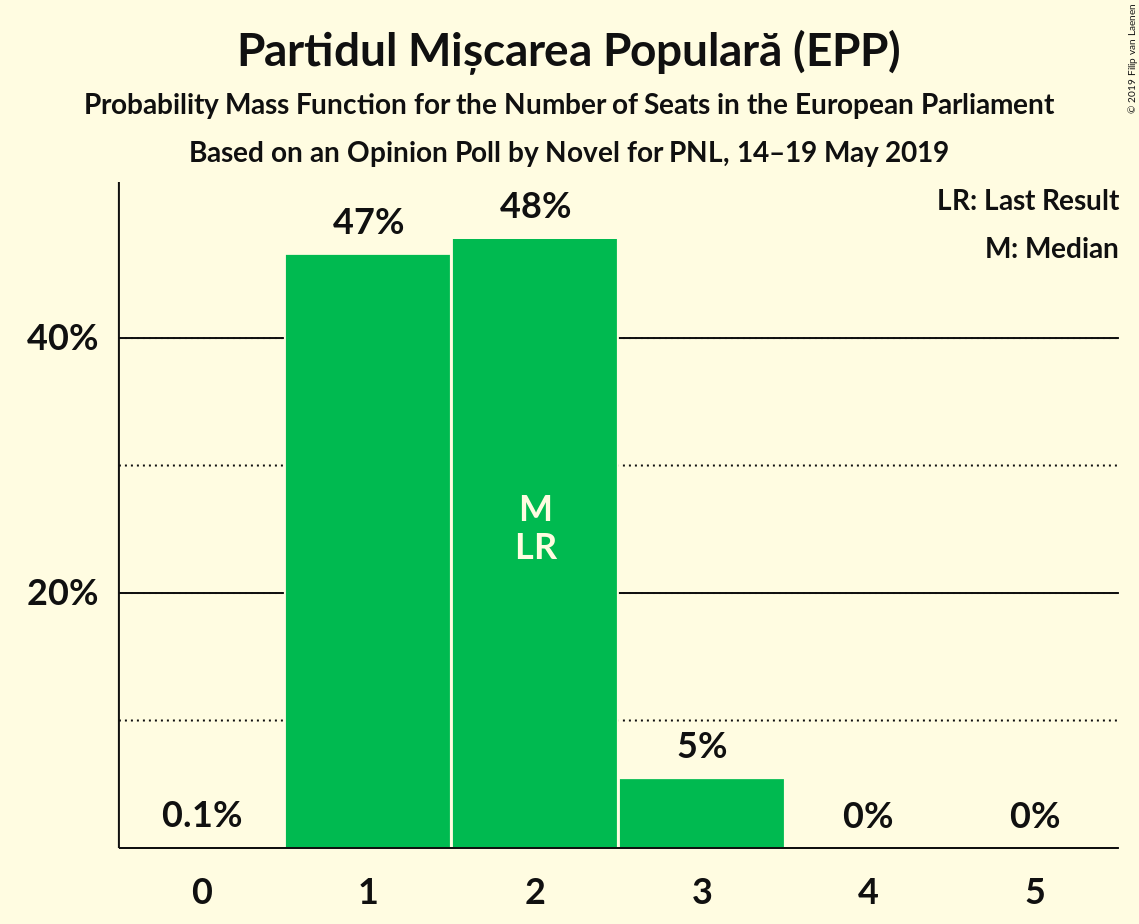 Partidul Mișcarea Populară (EPP)
Probability Mass Function for the Number of Seats in the European Parliament
Based on an Opinion Poll by Novel for PNL, 14–19 May 2019
© 2019 Filip van Laenen
LR: Last Result
M: Median
47%
48%
40%
M
LR
20%
5%
0.1%
0%
0%
0
1
2
3
4
5